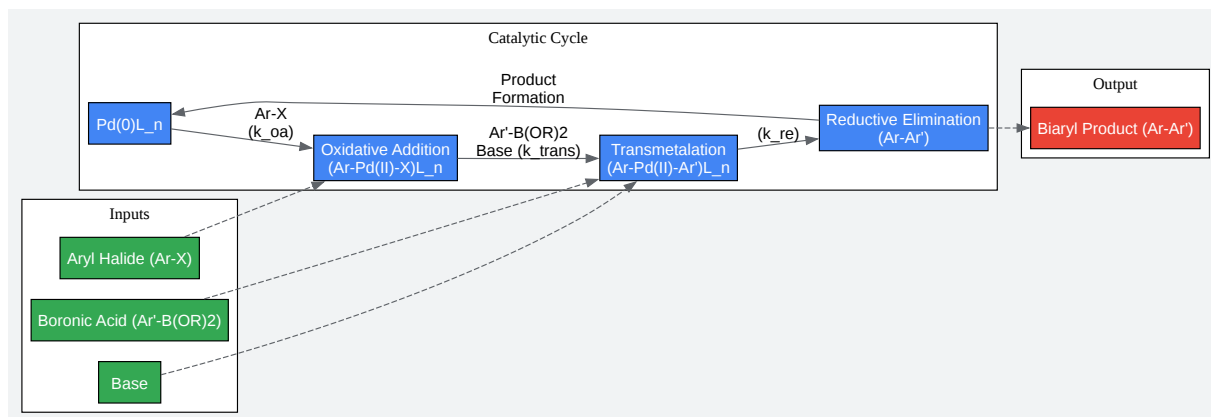 Catalytic Cycle
Pd(0)L_n
Ar-X
(k_oa)
Oxidative Addition
(Ar-Pd(II)-X)L_n
Ar'-B(OR)2
Base (k_trans)
Transmetalation
(Ar-Pd(II)-Ar')L_n
(k_re)
Reductive Elimination
(Ar-Ar')
Product
Formation
Output
Biaryl Product (Ar-Ar')
Inputs
Aryl Halide (Ar-X)
Boronic Acid (Ar'-B(OR)2)
Base